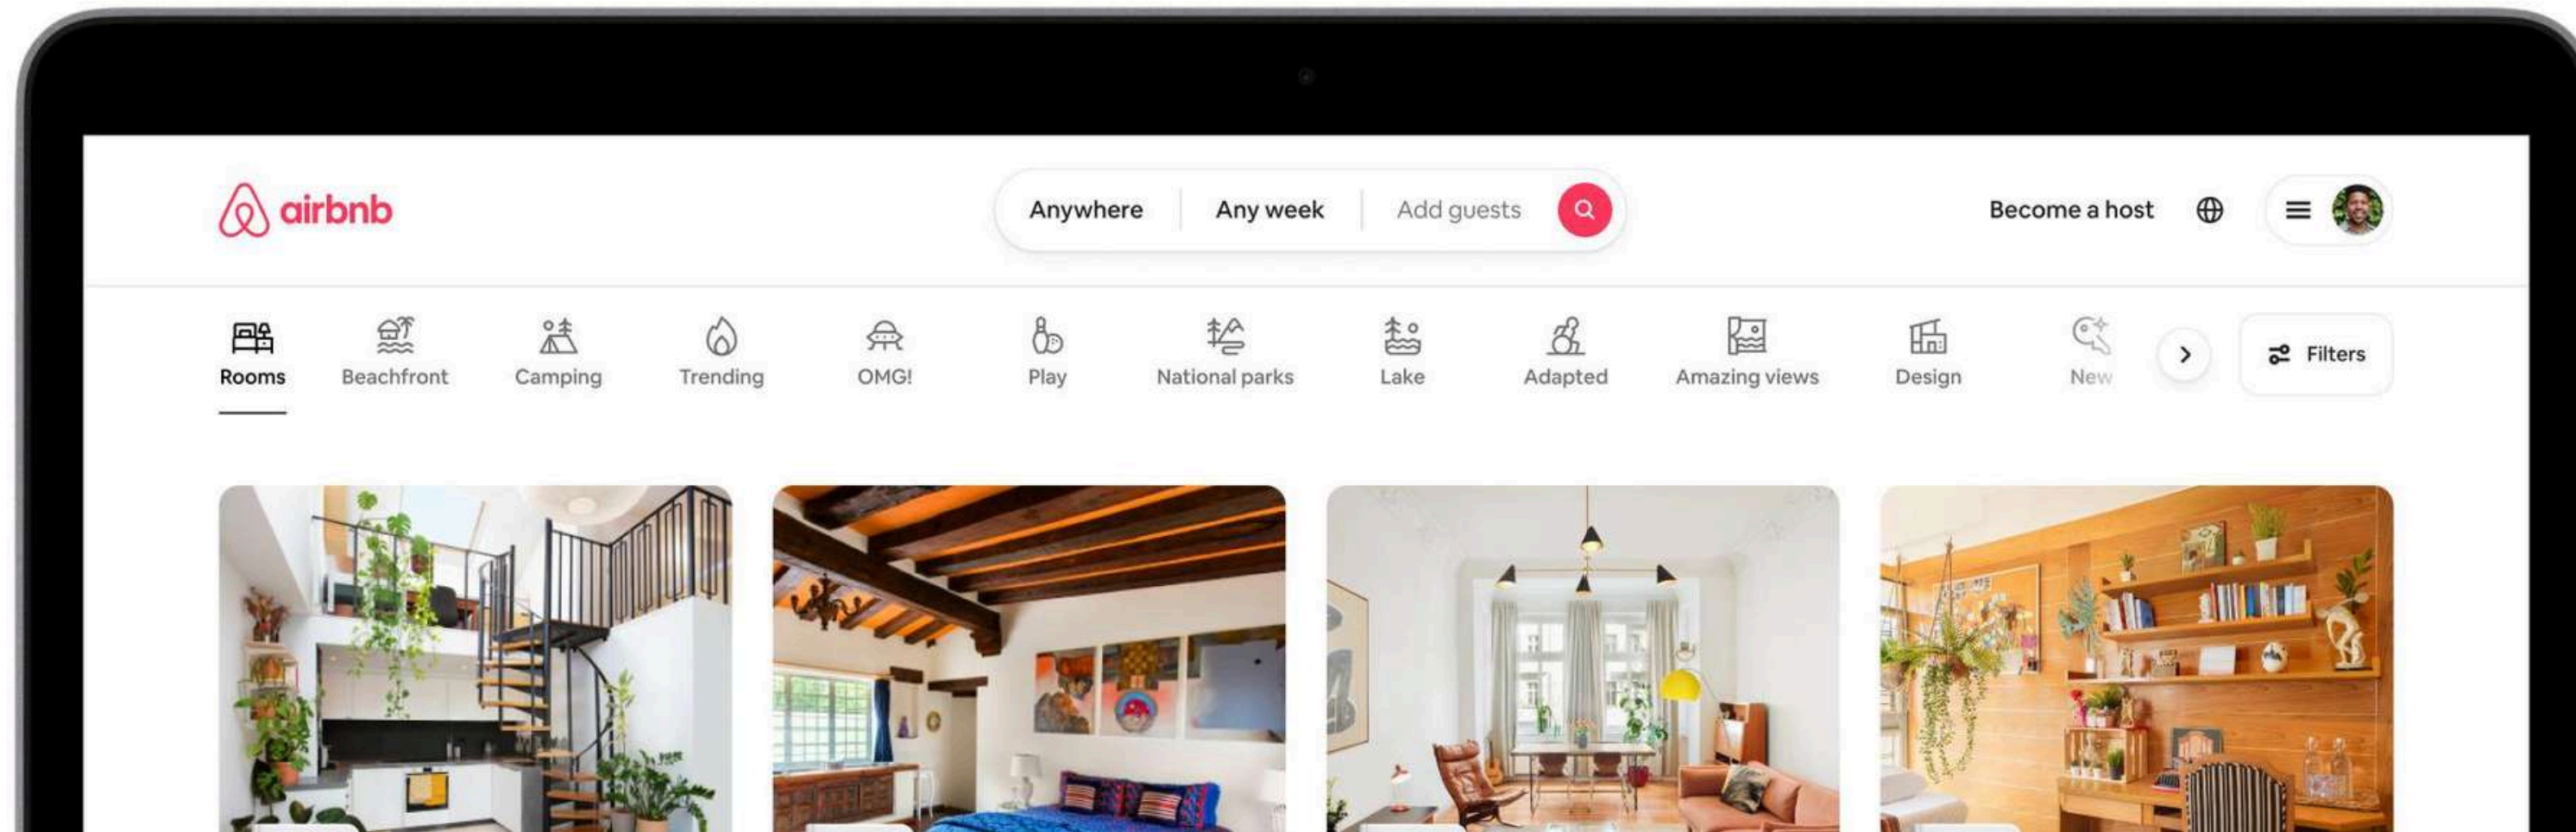 airbnb
Anywhere
Any week
Add guests
Become a host
Rooms
Beachfront
Camping
Trending
OMG!
Play
National parks
Lake
Adapted
Amazing views
Design
New
Filters